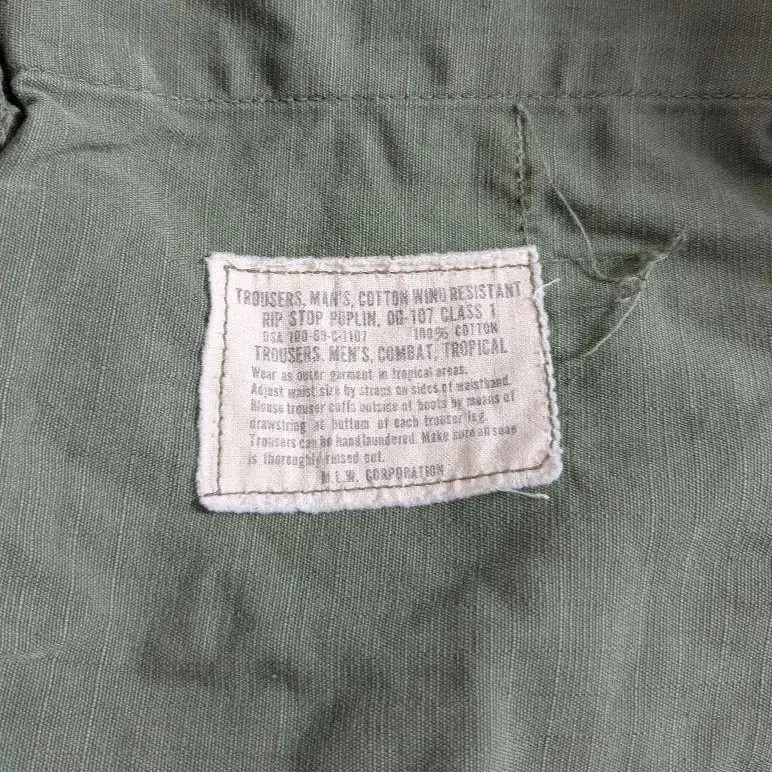 TROUSERS, MAN'S, COTTON WIND RESISTANT
RIP STOP POPLIN, OG-107 CLASS 1
DSA 100-69-C-1107 100% COTTON
TROUSERS, MEN'S, COMBAT, TROPICAL
Wear as outer garment in tropical areas.
Adjust waist size by straps on sides of waistband.
Blouse trouser cuffs outside of boots by means of
drawstring at bottom of each trouser leg.
Trousers can be handlaundered. Make sure all soap
is thoroughly rinsed out.
M.L.W. CORPORATION